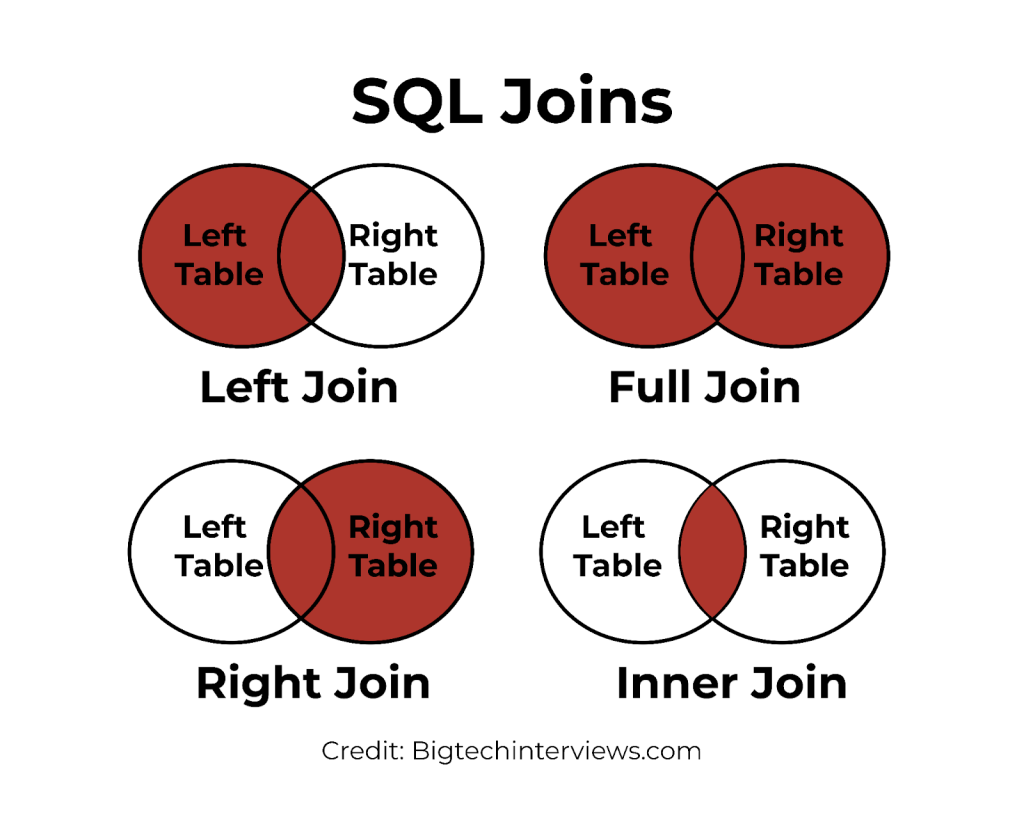 SQL Joins
Left
Table
Right
Table
Left Join
Left
Table
Right
Table
Full Join
Left
Table
Right
Table
Right Join
Left
Table
Right
Table
Inner Join
Credit: Bigtechinterviews.com